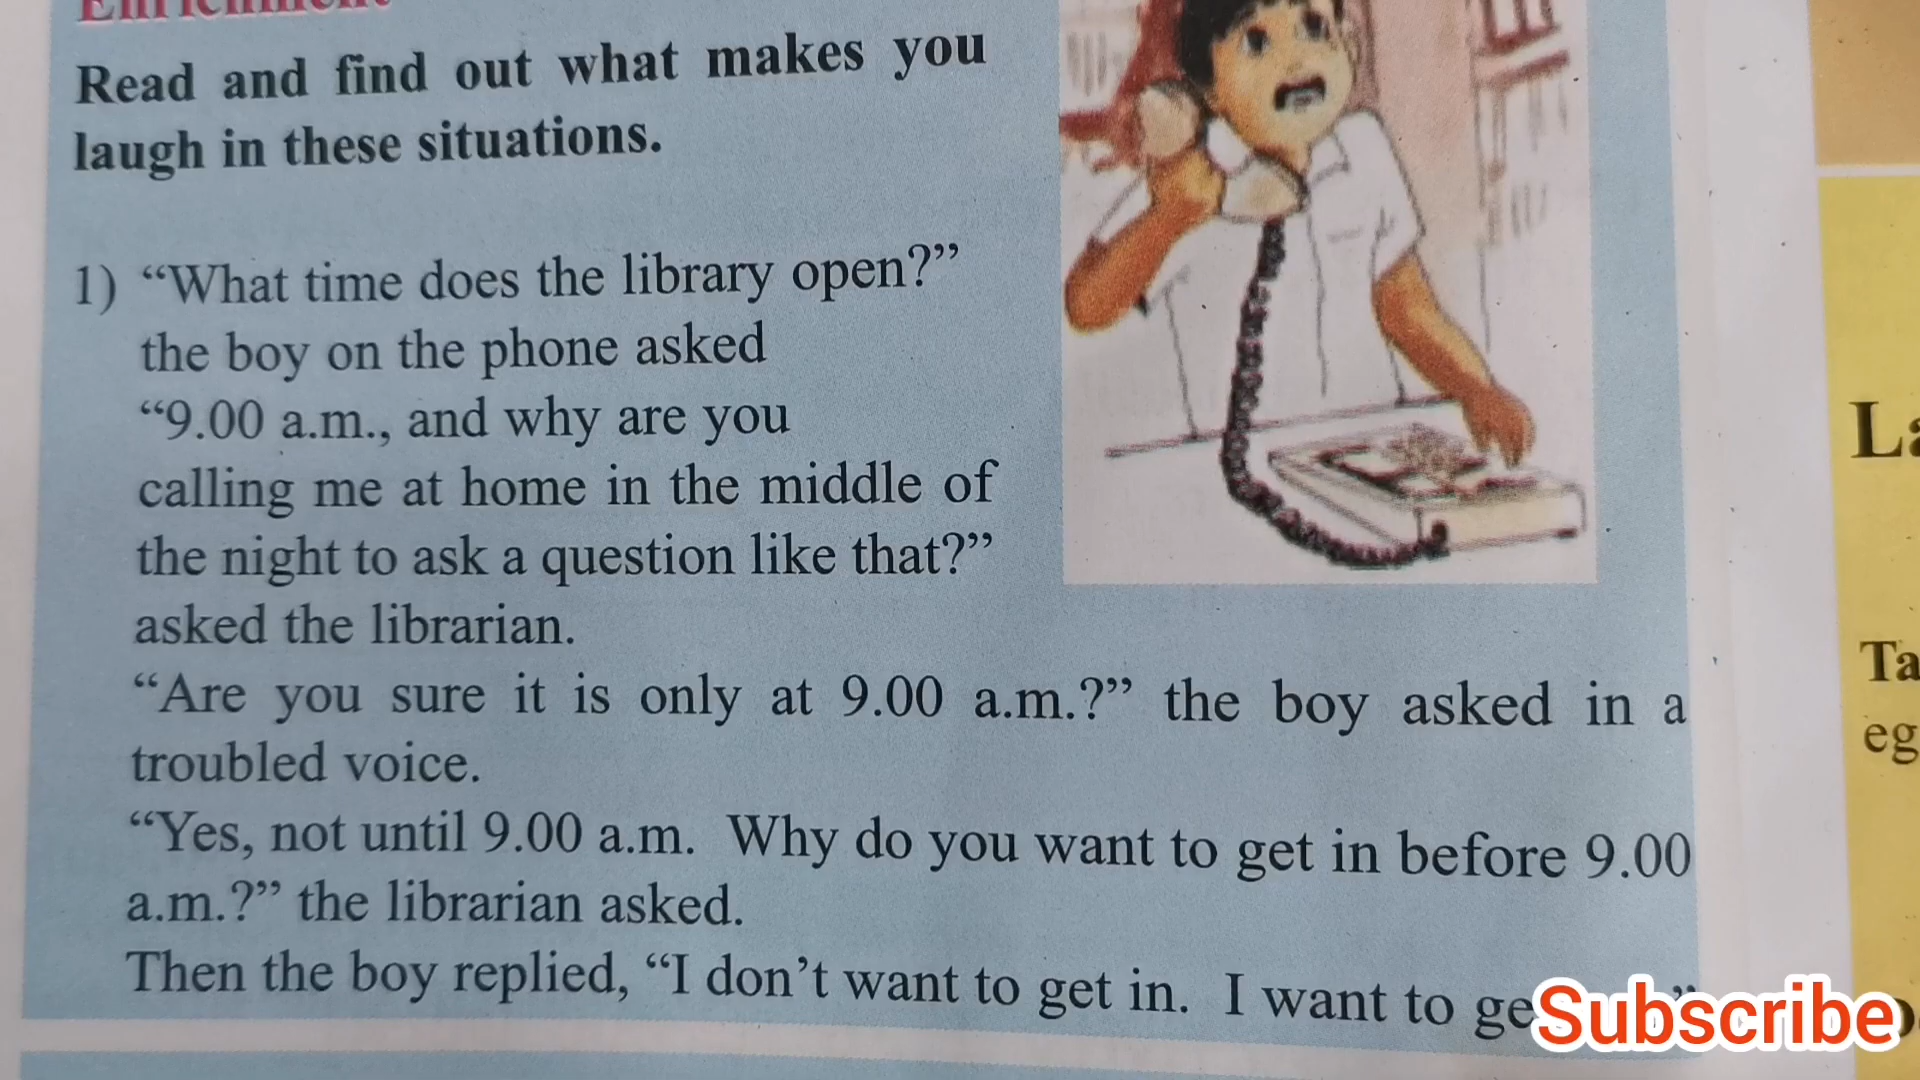 Enrichment
Read and find out what makes you
laugh in these situations.
1) “What time does the library open?”
the boy on the phone asked
“9.00 a.m., and why are you
calling me at home in the middle of
the night to ask a question like that?”
asked the librarian.
“Are you sure it is only at 9.00 a.m.?” the boy asked in a
troubled voice.
“Yes, not until 9.00 a.m. Why do you want to get in before 9.00
a.m.?” the librarian asked.
Then the boy replied, “I don’t want to get in. I want to
Subscribe